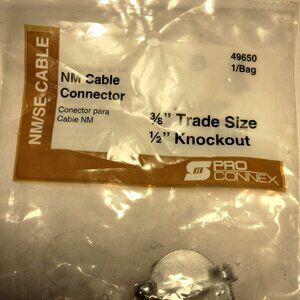 NM/SE CABLE
49650
1/Bag
NM Cable
Connector
Conector para
Cable NM
3/8" Trade Size
1/2" Knockout
PRO
CONNEX